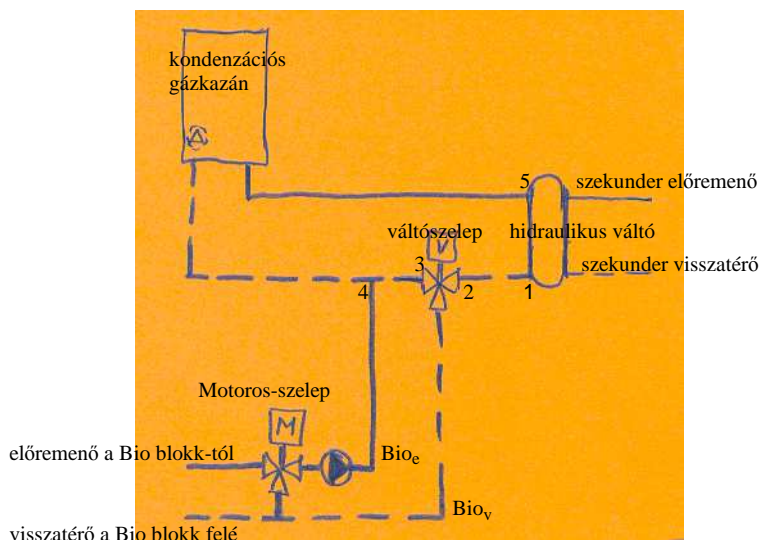 kondenzációs
gázkazán
5
szekunder előremenő
váltószelep
hidraulikus váltó
V
3
szekunder visszatérő
4
2
1
Motoros-szelep
M
előremenő a Bio blokk-tól
Bioe
Biov
visszatérő a Bio blokk felé